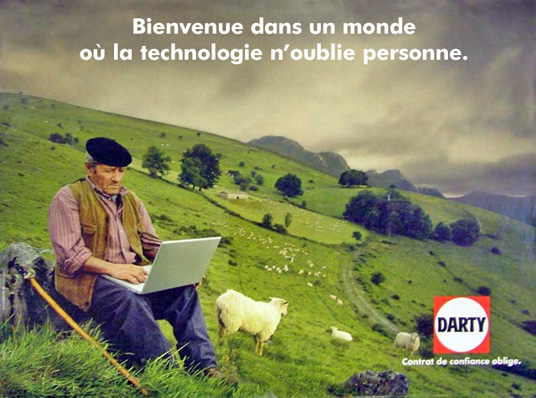 Bienvenue dans un monde
où la technologie n'oublie personne.
DARTY
Contrat de confiance oblige.